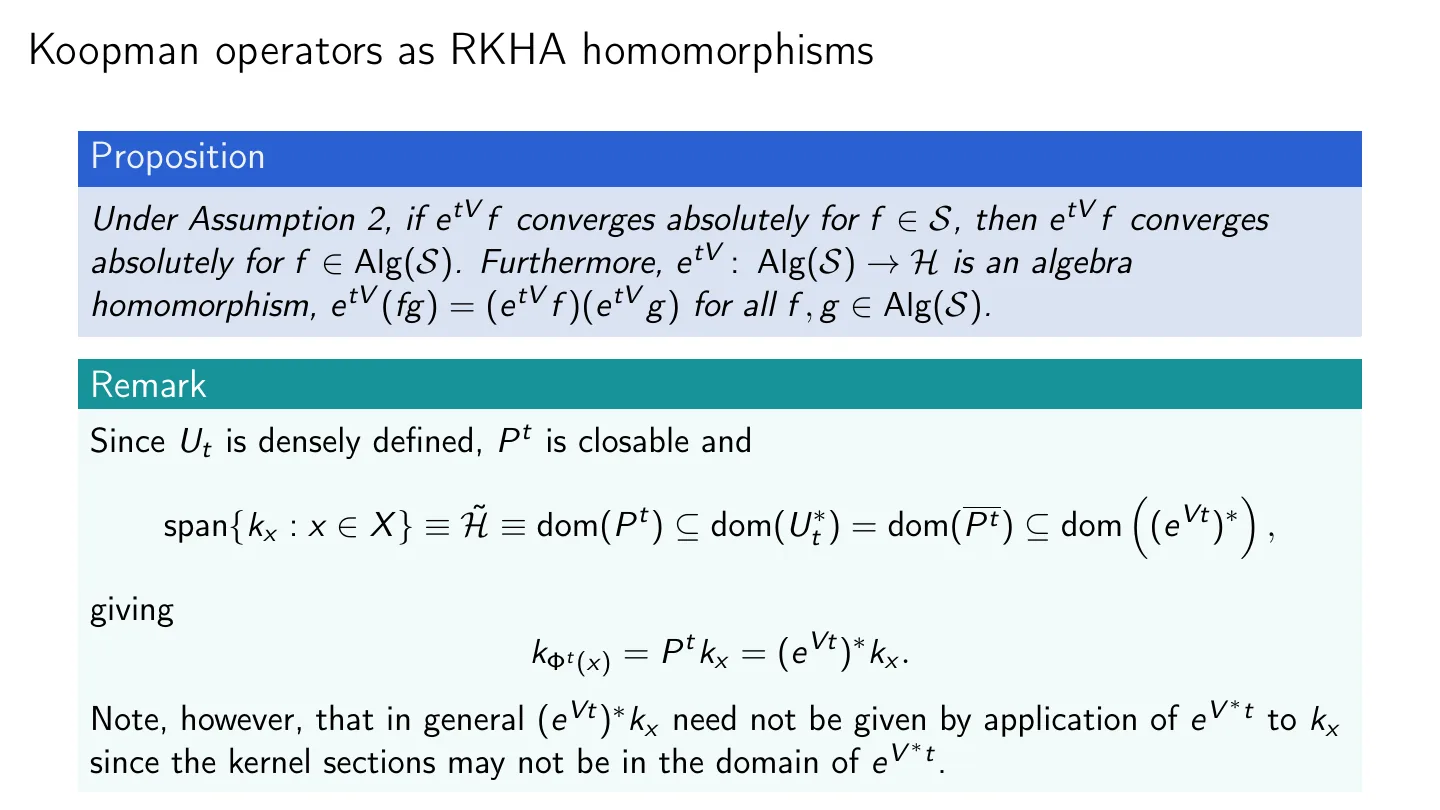 Koopman operators as RKHA homomorphisms
Proposition
Under Assumption 2, if e^{tV} f converges absolutely for f ∈ 𝒮, then e^{tV} f converges
absolutely for f ∈ Alg(𝒮). Furthermore, e^{tV} : Alg(𝒮) → ℋ is an algebra
homomorphism, e^{tV}(fg) = (e^{tV} f)(e^{tV} g) for all f, g ∈ Alg(𝒮).
Remark
Since U_t is densely defined, P^t is closable and
span{k_x : x ∈ X} ≡ \tilde{ℋ} ≡ dom(P^t) ⊆ dom(U_t^*) = dom(\overline{P^t}) ⊆ dom((e^{Vt})^*),
giving
k_{Φ^t(x)} = P^t k_x = (e^{Vt})^* k_x.
Note, however, that in general (e^{Vt})^* k_x need not be given by application of e^{V^* t} to k_x
since the kernel sections may not be in the domain of e^{V^* t}.